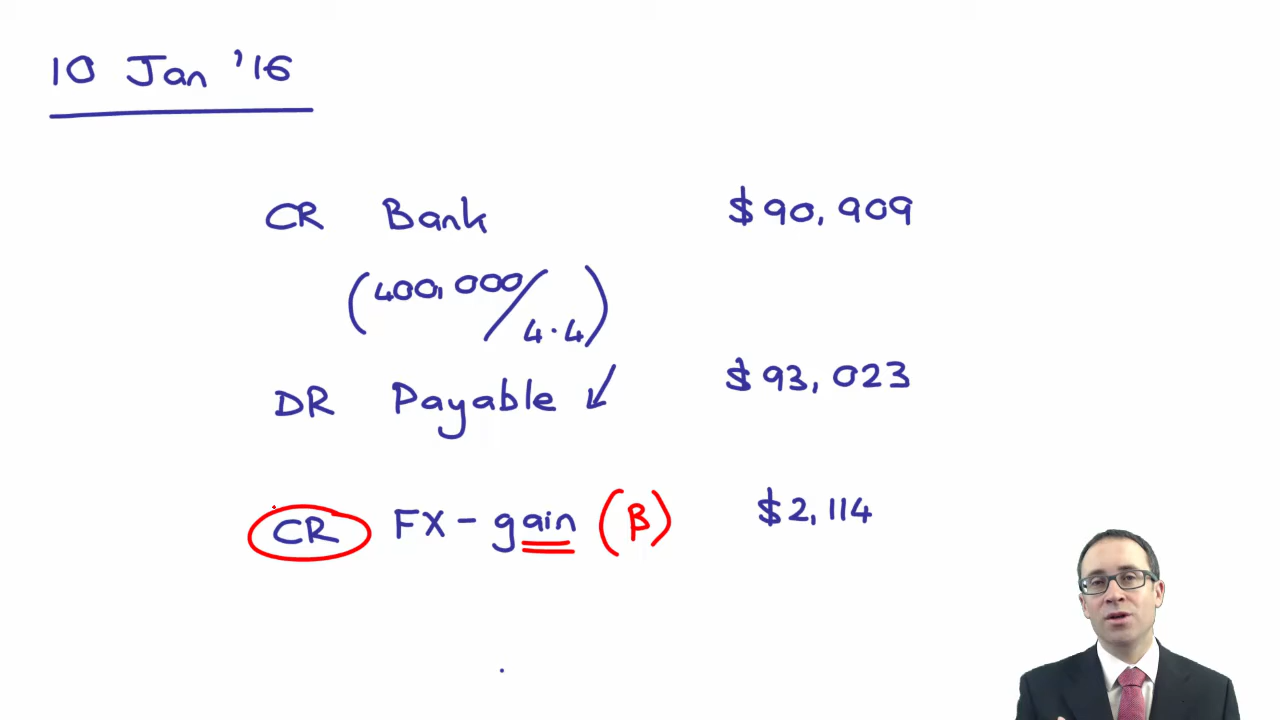 10 Jan '16
CR Bank $90,909
(400,000/4.4)
DR Payable ↙ $93,023
CR FX - gain (B) $2,114